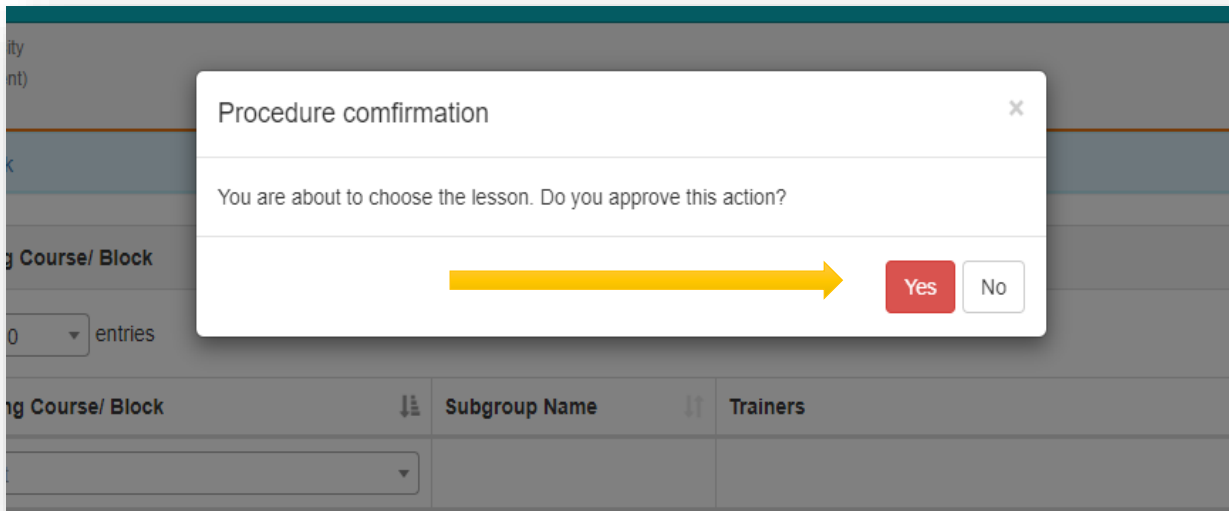 ity
nt)
Procedure comfirmation
×
k
You are about to choose the lesson. Do you approve this action?
g Course/ Block
Yes No
0 entries
ng Course/ Block Subgroup Name Trainers
t